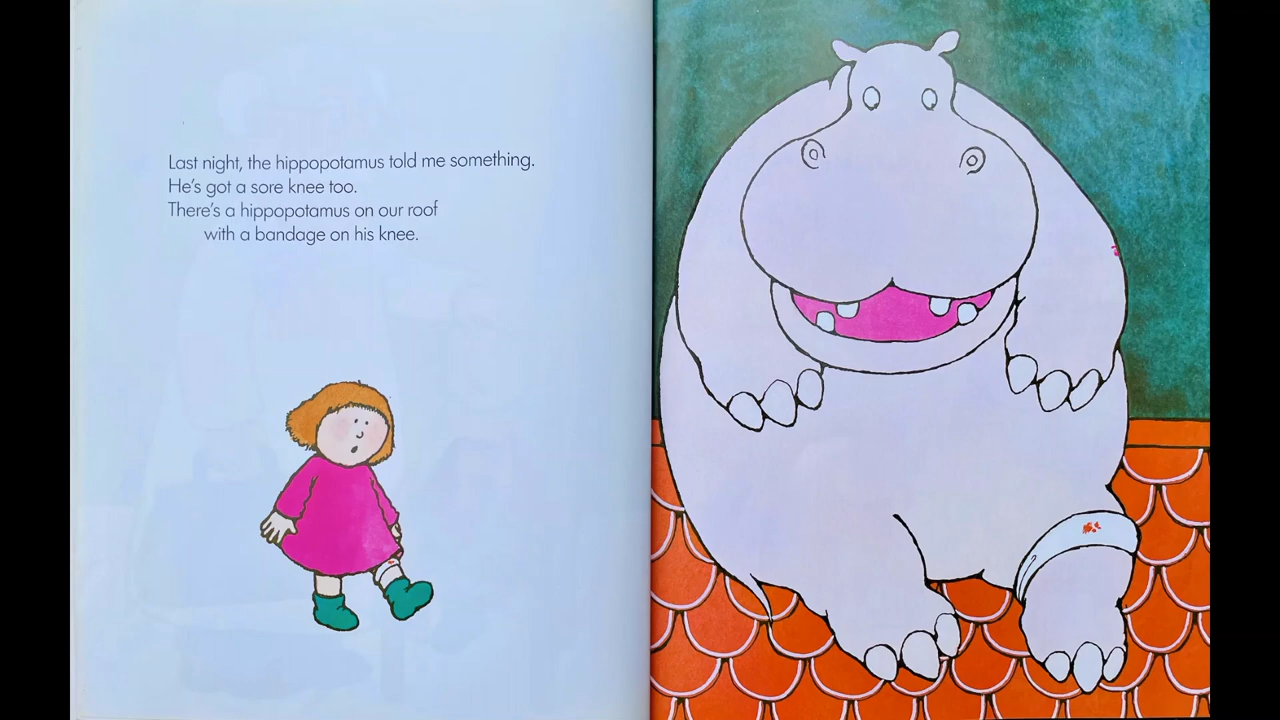 Last night, the hippopotamus told me something.
He's got a sore knee too.
There's a hippopotamus on our roof
with a bandage on his knee.